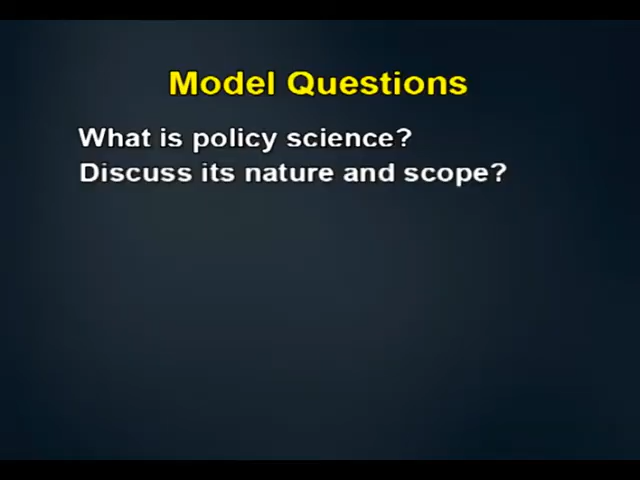 Model Questions
What is policy science?
Discuss its nature and scope?